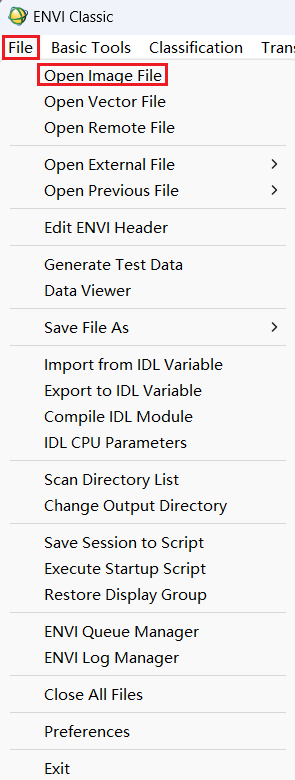 ENVI Classic
File Basic Tools Classification Trans
Open Image File
Open Vector File
Open Remote File
Open External File
Open Previous File
Edit ENVI Header
Generate Test Data
Data Viewer
Save File As
Import from IDL Variable
Export to IDL Variable
Compile IDL Module
IDL CPU Parameters
Scan Directory List
Change Output Directory
Save Session to Script
Execute Startup Script
Restore Display Group
ENVI Queue Manager
ENVI Log Manager
Close All Files
Preferences
Exit